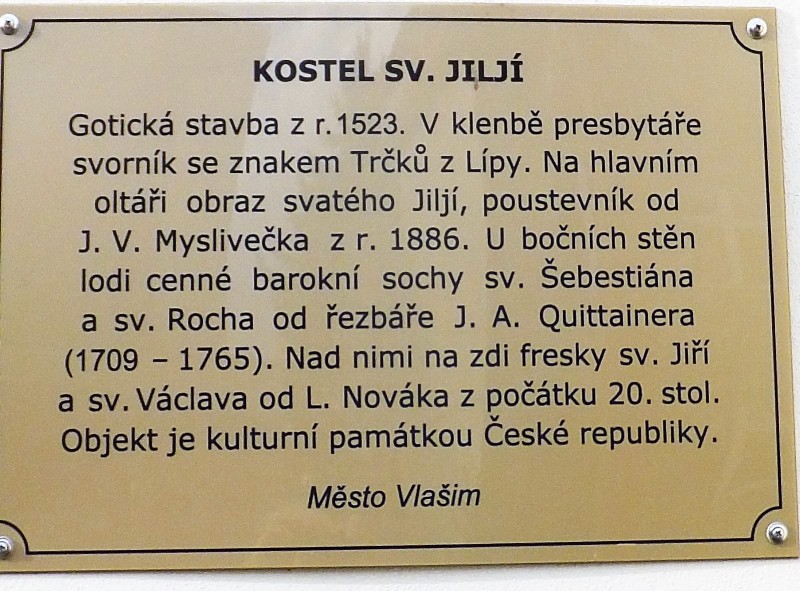 KOSTEL SV. JILJÍ
Gotická stavba z r.1523. V klenbě presbytáře
svorník se znakem Trčků z Lípy. Na hlavním
oltáři obraz svatého Jiljí, poustevník od
J. V. Myslivečka z r. 1886. U bočních stěn
lodi cenné barokní sochy sv. Šebestiána
a sv. Rocha od řezbáře J. A. Quittainera
(1709 – 1765). Nad nimi na zdi fresky sv. Jiří
a sv. Václava od L. Nováka z počátku 20. stol.
Objekt je kulturní památkou České republiky.
Město Vlašim